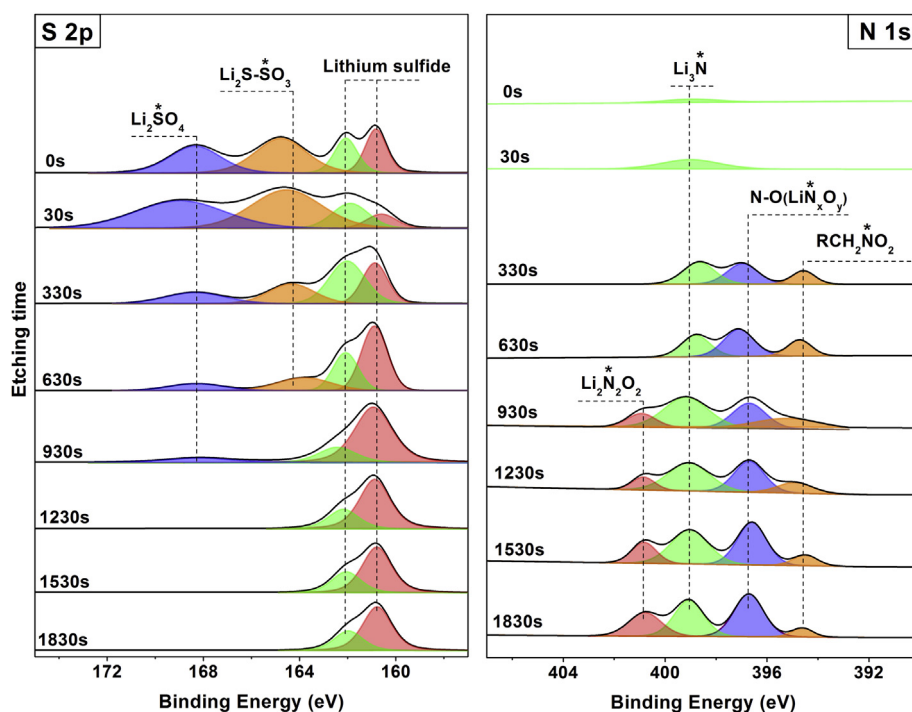 S 2p
Li₂S-S*O₃
Lithium sulfide
Li₂S*O₄
0s
30s
330s
630s
930s
1230s
1530s
1830s
Etching time
172 168 164 160
Binding Energy (eV)
N 1s
Li₃N*
0s
30s
N-O(LiN*ₓOᵧ)
RCH₂N*O₂
330s
630s
Li₂N*₂O₂
930s
1230s
1530s
1830s
404 400 396 392
Binding Energy (eV)